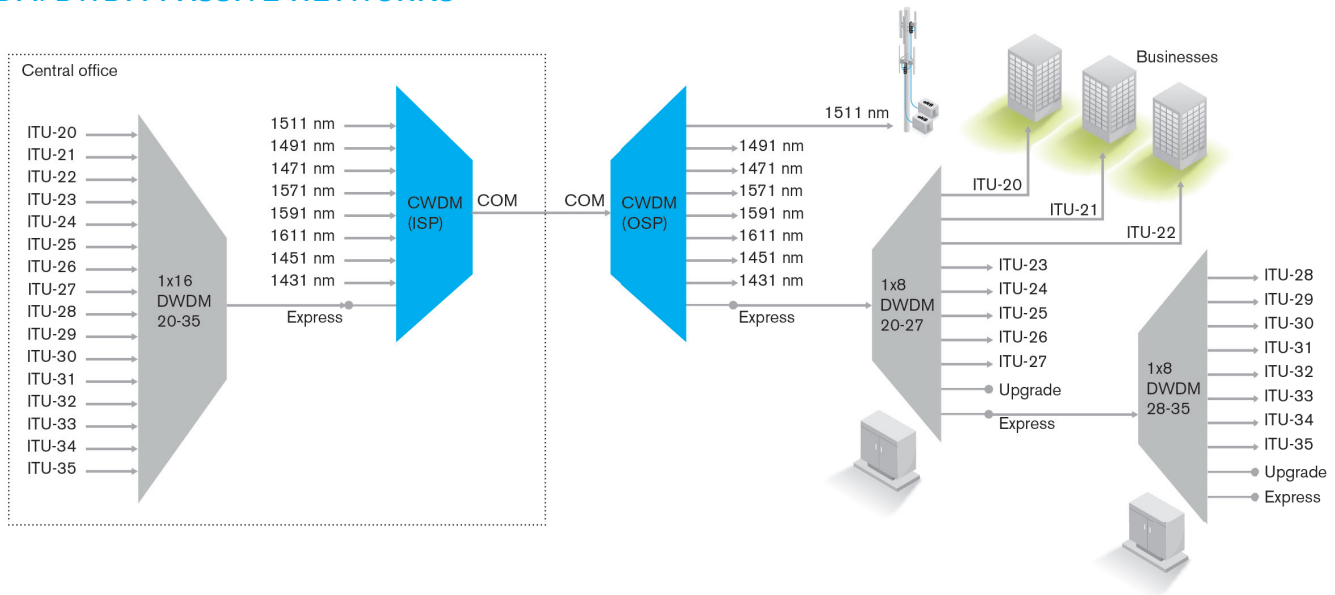 Central office
ITU-20
ITU-21
ITU-22
ITU-23
ITU-24
ITU-25
ITU-26
ITU-27
ITU-28
ITU-29
ITU-30
ITU-31
ITU-32
ITU-33
ITU-34
ITU-35
1x16
DWDM
20-35
1511 nm
1491 nm
1471 nm
1571 nm
1591 nm
1611 nm
1451 nm
1431 nm
Express
CWDM
(ISP)
COM
COM
CWDM
(OSP)
1511 nm
1491 nm
1471 nm
1571 nm
1591 nm
1611 nm
1451 nm
1431 nm
Express
Businesses
1x8
DWDM
20-27
ITU-20
ITU-21
ITU-22
ITU-23
ITU-24
ITU-25
ITU-26
ITU-27
Upgrade
Express
1x8
DWDM
28-35
ITU-28
ITU-29
ITU-30
ITU-31
ITU-32
ITU-33
ITU-34
ITU-35
Upgrade
Express